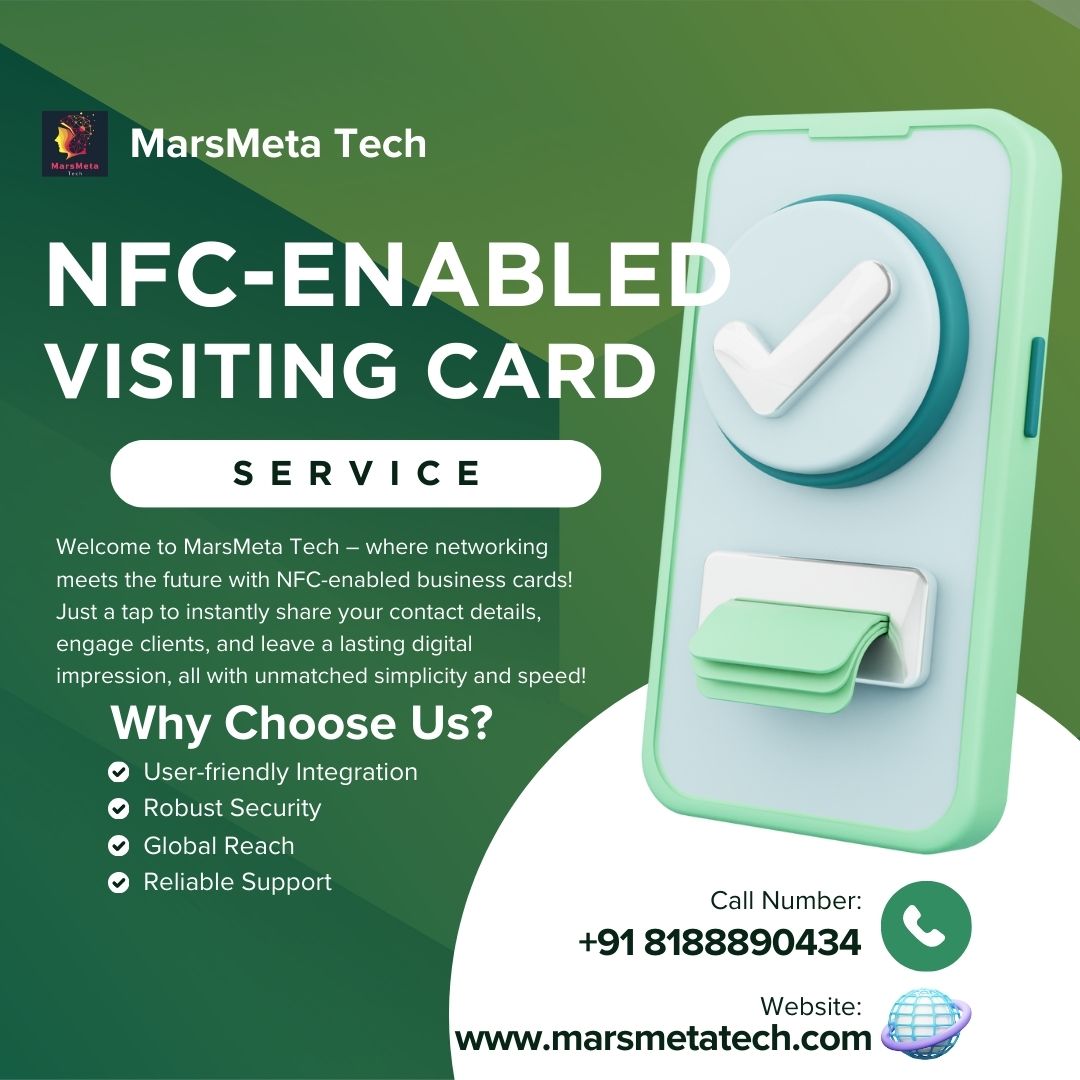 MarsMeta
Tech
MarsMeta Tech
NFC-ENABLED
VISITING CARD
SERVICE
Welcome to MarsMeta Tech – where networking
meets the future with NFC-enabled business cards!
Just a tap to instantly share your contact details,
engage clients, and leave a lasting digital
impression, all with unmatched simplicity and speed!
Why Choose Us?
User-friendly Integration
Robust Security
Global Reach
Reliable Support
Call Number:
+91 8188890434
Website:
www.marsmetatech.com